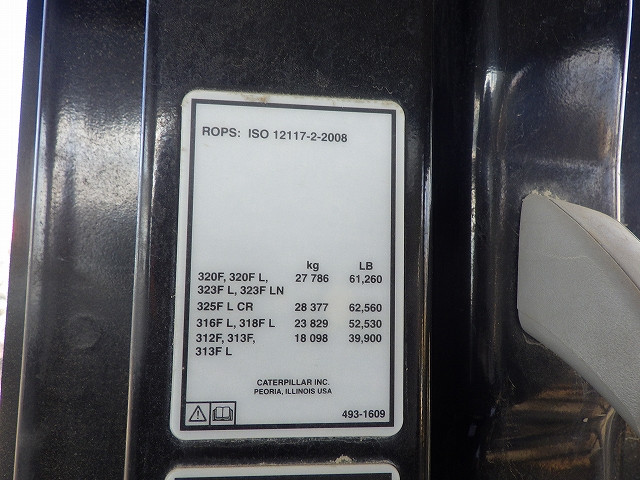 ROPS: ISO 12117-2-2008
kg LB
320F, 320F L, 27 786 61,260
323F L, 323F LN
325F L CR 28 377 62,560
316F L, 318F L 23 829 52,530
312F, 313F, 18 098 39,900
313F L
CATERPILLAR INC.
PEORIA, ILLINOIS USA
493-1609